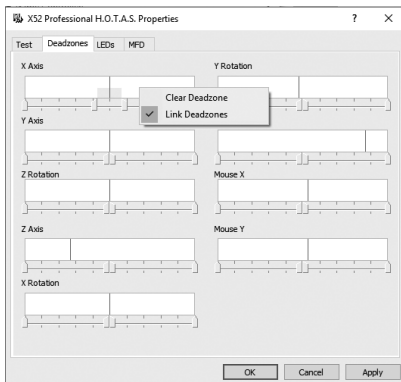 X52 Professional H.O.T.A.S. Properties
Test Deadzones LEDs MFD
X Axis
Y Rotation
Clear Deadzone
Link Deadzones
Y Axis
Z Rotation
Mouse X
Z Axis
Mouse Y
X Rotation
OK Cancel Apply